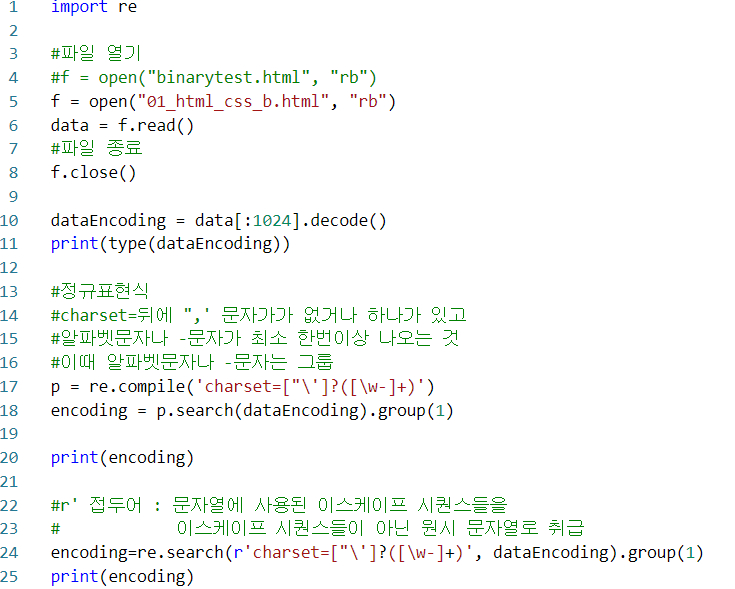 1 import re
2
3 #파일 열기
4 #f = open("binarytest.html", "rb")
5 f = open("01_html_css_b.html", "rb")
6 data = f.read()
7 #파일 종료
8 f.close()
9
10 dataEncoding = data[:1024].decode()
11 print(type(dataEncoding))
12
13 #정규표현식
14 #charset=뒤에 ",' 문자가가 없거나 하나가 있고
15 #알파벳문자나 -문자가 최소 한번이상 나오는 것
16 #이때 알파벳문자나 -문자는 그룹
17 p = re.compile('charset=["\']?([\w-]+)')
18 encoding = p.search(dataEncoding).group(1)
19
20 print(encoding)
21
22 #r' 접두어 : 문자열에 사용된 이스케이프 시퀀스들을
23 # 이스케이프 시퀀스들이 아닌 원시 문자열로 취급
24 encoding=re.search(r'charset=["\']?([\w-]+)', dataEncoding).group(1)
25 print(encoding)